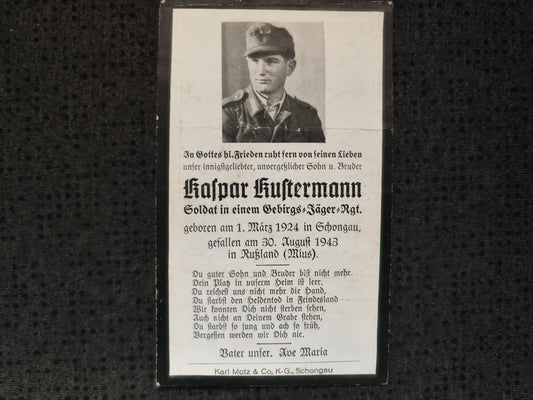 In Gottes hl. Frieden ruht fern von seinen Lieben
unser innigstgeliebter, unvergeßlicher Sohn u. Bruder
Kaspar Kustermann
Soldat in einem Gebirgs-Jäger-Rgt.
geboren am 1. März 1924 in Schongau,
gefallen am 30. August 1943
in Rußland (Mius).
Du guter Sohn und Bruder bist nicht mehr.
Dein Platz in unserm Heim ist leer.
Du reichest uns nicht mehr die Hand,
Du starbst den Heldentod in Feindesland
Wir konnten Dich nicht sterben sehen,
Auch nicht an Deinem Grabe stehen,
Du starbst so jung und ach so früh,
Vergessen werden wir Dich nie.
Vater unser. Ave Maria
Karl Motz & Co, K-G., Schongau